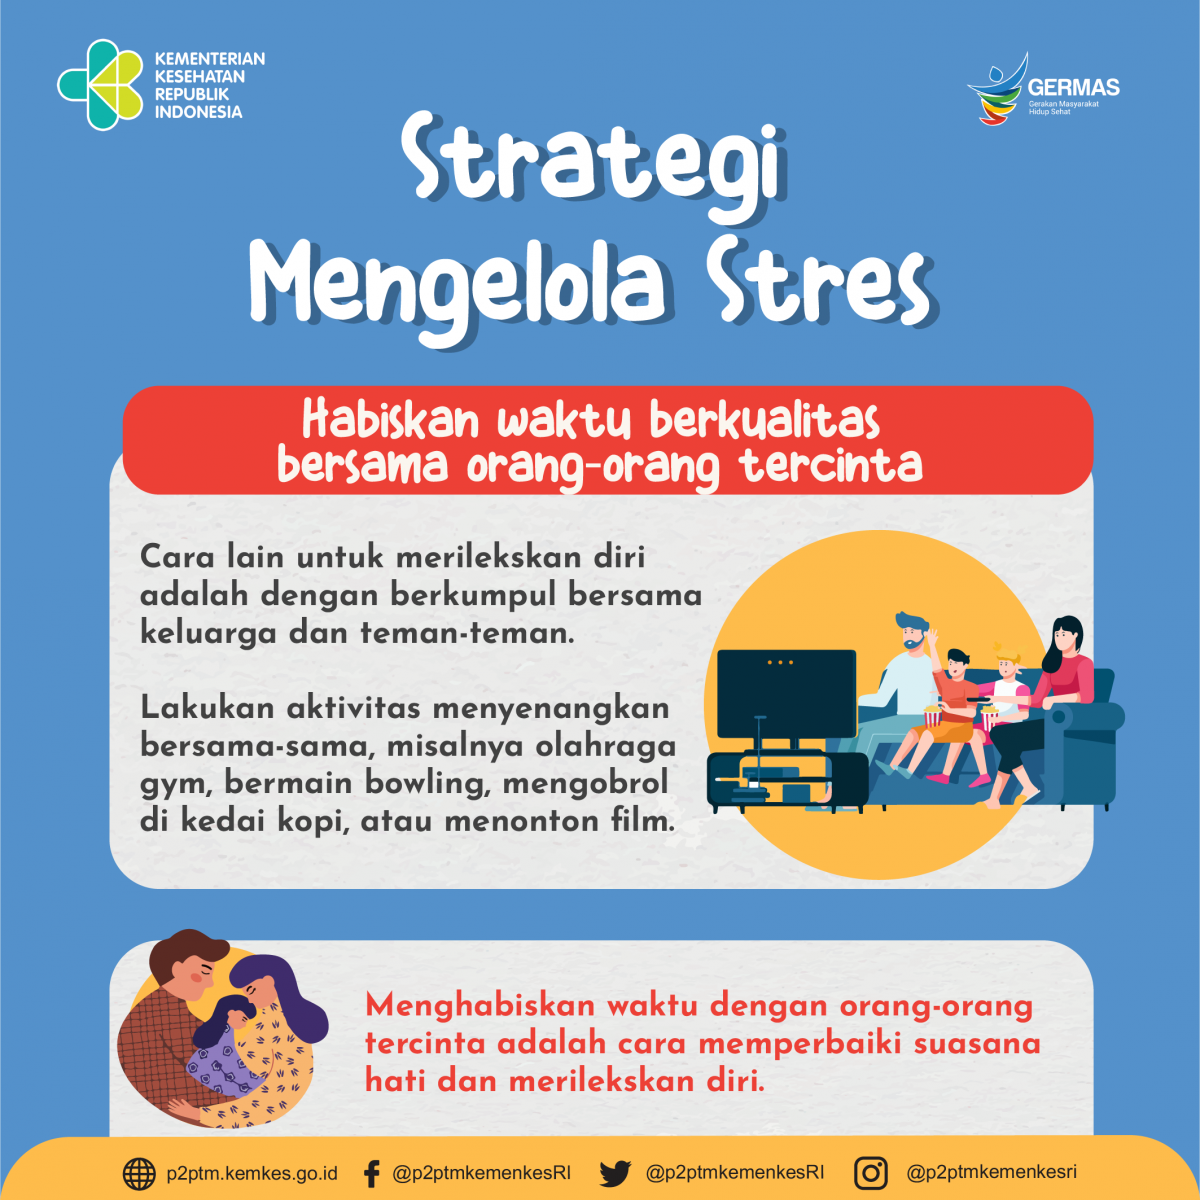 KEMENTERIAN
KESEHATAN
REPUBLIK
INDONESIA
GERMAS
Gerakan Masyarakat
Hidup Sehat
Strategi
Mengelola Stres
Habiskan waktu berkualitas
bersama orang-orang tercinta
Cara lain untuk merilekskan diri
adalah dengan berkumpul bersama
keluarga dan teman-teman.
Lakukan aktivitas menyenangkan
bersama-sama, misalnya olahraga
gym, bermain bowling, mengobrol
di kedai kopi, atau menonton film.
Menghabiskan waktu dengan orang-orang
tercinta adalah cara memperbaiki suasana
hati dan merilekskan diri.
p2ptm.kemkes.go.id
@p2ptmkemenkesRI
@p2ptmkemenkesRI
@p2ptmkemenkesri